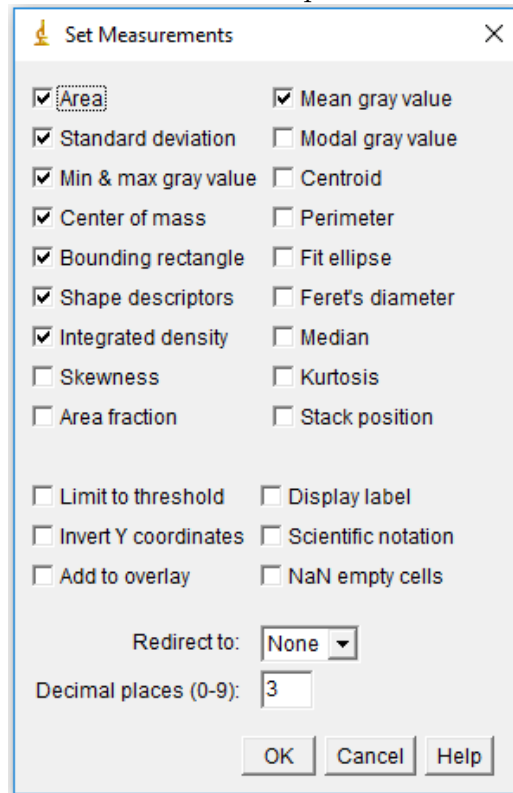 Set Measurements
Area Mean gray value
Standard deviation Modal gray value
Min & max gray value Centroid
Center of mass Perimeter
Bounding rectangle Fit ellipse
Shape descriptors Feret's diameter
Integrated density Median
Skewness Kurtosis
Area fraction Stack position
Limit to threshold Display label
Invert Y coordinates Scientific notation
Add to overlay NaN empty cells
Redirect to: None
Decimal places (0-9): 3
OK Cancel Help